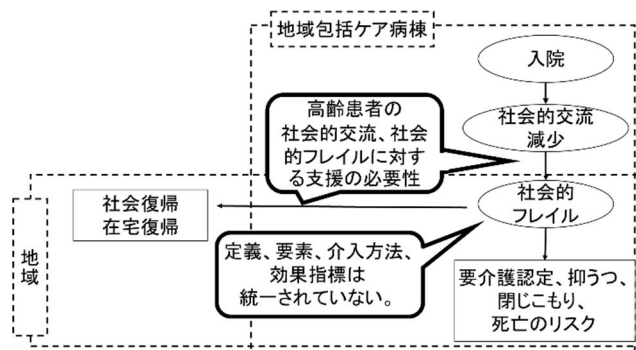 地域包括ケア病棟
入院
社会的交流
減少
高齢患者の
社会的交流、社会
的フレイルに対す
る支援の必要性
社会的
フレイル
社会復帰
在宅復帰
地域
定義、要素、介入方法、
効果指標は
統一されていない。
要介護認定、抑うつ、
閉じこもり、
死亡のリスク